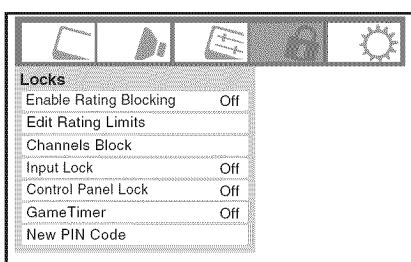 Locks
Enable Rating Blocking Off
Edit Rating Limits
Channels Block
Input Lock Off
Control Panel Lock Off
GameTimer Off
New PIN Code